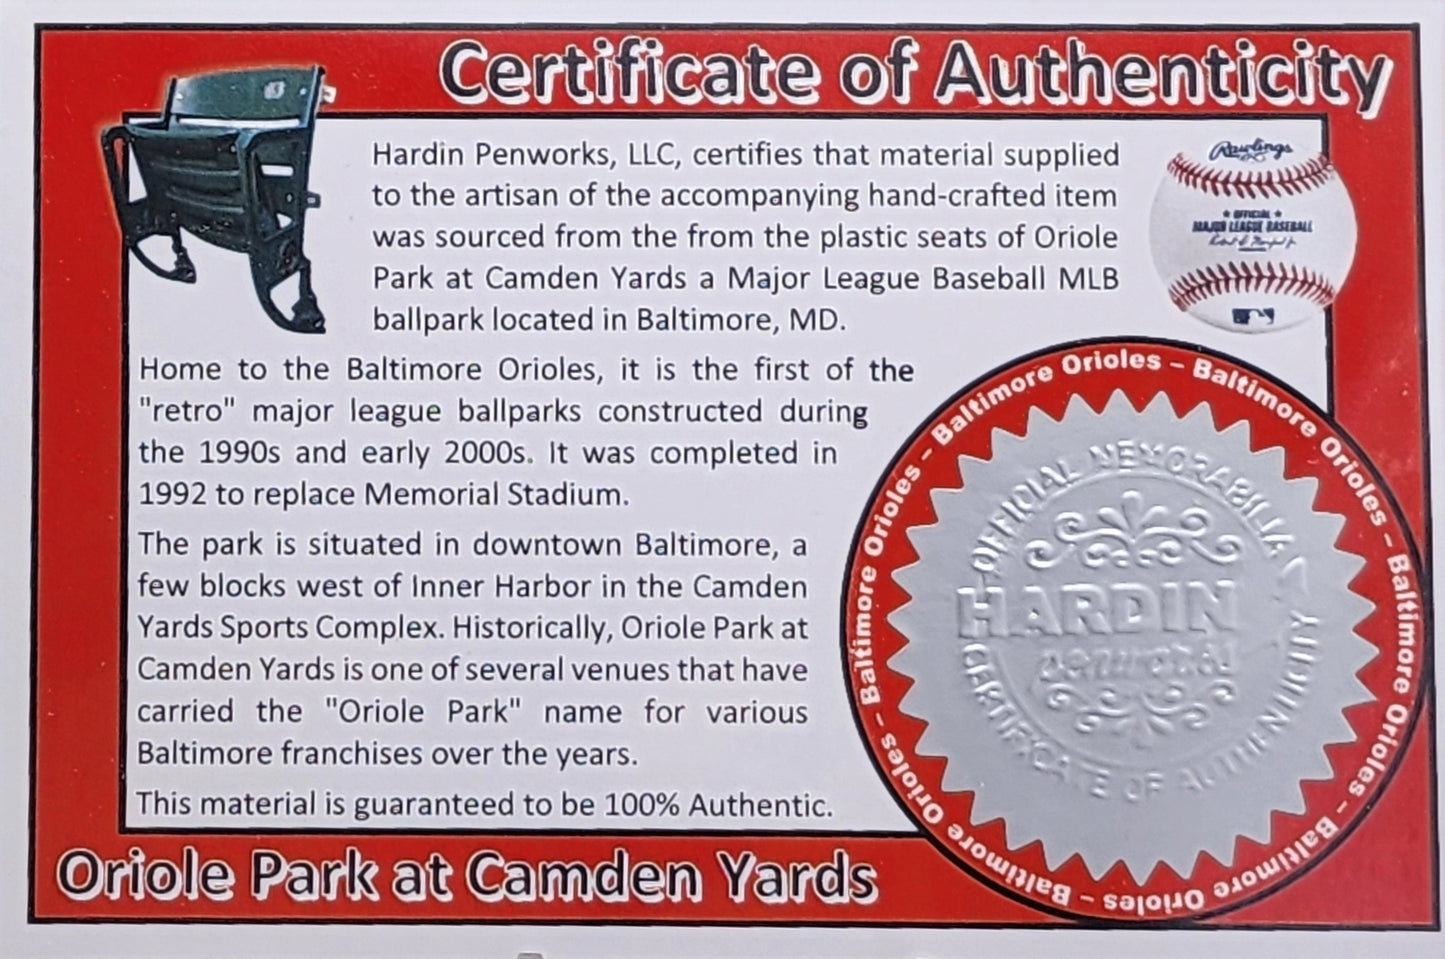 Certificate of Authenticity
Hardin Penworks, LLC, certifies that material supplied
to the artisan of the accompanying hand-crafted item
was sourced from the from the plastic seats of Oriole
Park at Camden Yards a Major League Baseball MLB
ballpark located in Baltimore, MD.
Rawlings
★ OFFICIAL ★
MAJOR LEAGUE BASEBALL
Home to the Baltimore Orioles, it is the first of the
"retro" major league ballparks constructed during
the 1990s and early 2000s. It was completed in
1992 to replace Memorial Stadium.
The park is situated in downtown Baltimore, a
few blocks west of Inner Harbor in the Camden
Yards Sports Complex. Historically, Oriole Park at
Camden Yards is one of several venues that have
carried the "Oriole Park" name for various
Baltimore franchises over the years.
This material is guaranteed to be 100% Authentic.
Baltimore Orioles – Baltimore Orioles – Baltimore Orioles – Baltimore Orioles – Baltimore Orioles – Baltimore Orioles –
OFFICIAL MEMORABILIA
HARDIN
CERTIFICATE OF AUTHENTICITY
Oriole Park at Camden Yards